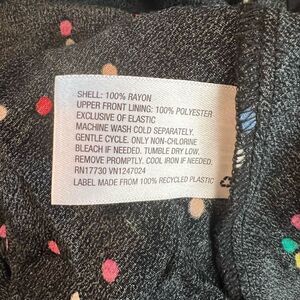 SHELL: 100% RAYON
UPPER FRONT LINING: 100% POLYESTER
EXCLUSIVE OF ELASTIC
MACHINE WASH COLD SEPARATELY.
GENTLE CYCLE. ONLY NON-CHLORINE
BLEACH IF NEEDED. TUMBLE DRY LOW.
REMOVE PROMPTLY. COOL IRON IF NEEDED.
RN17730 VN1247024
LABEL MADE FROM 100% RECYCLED PLASTIC